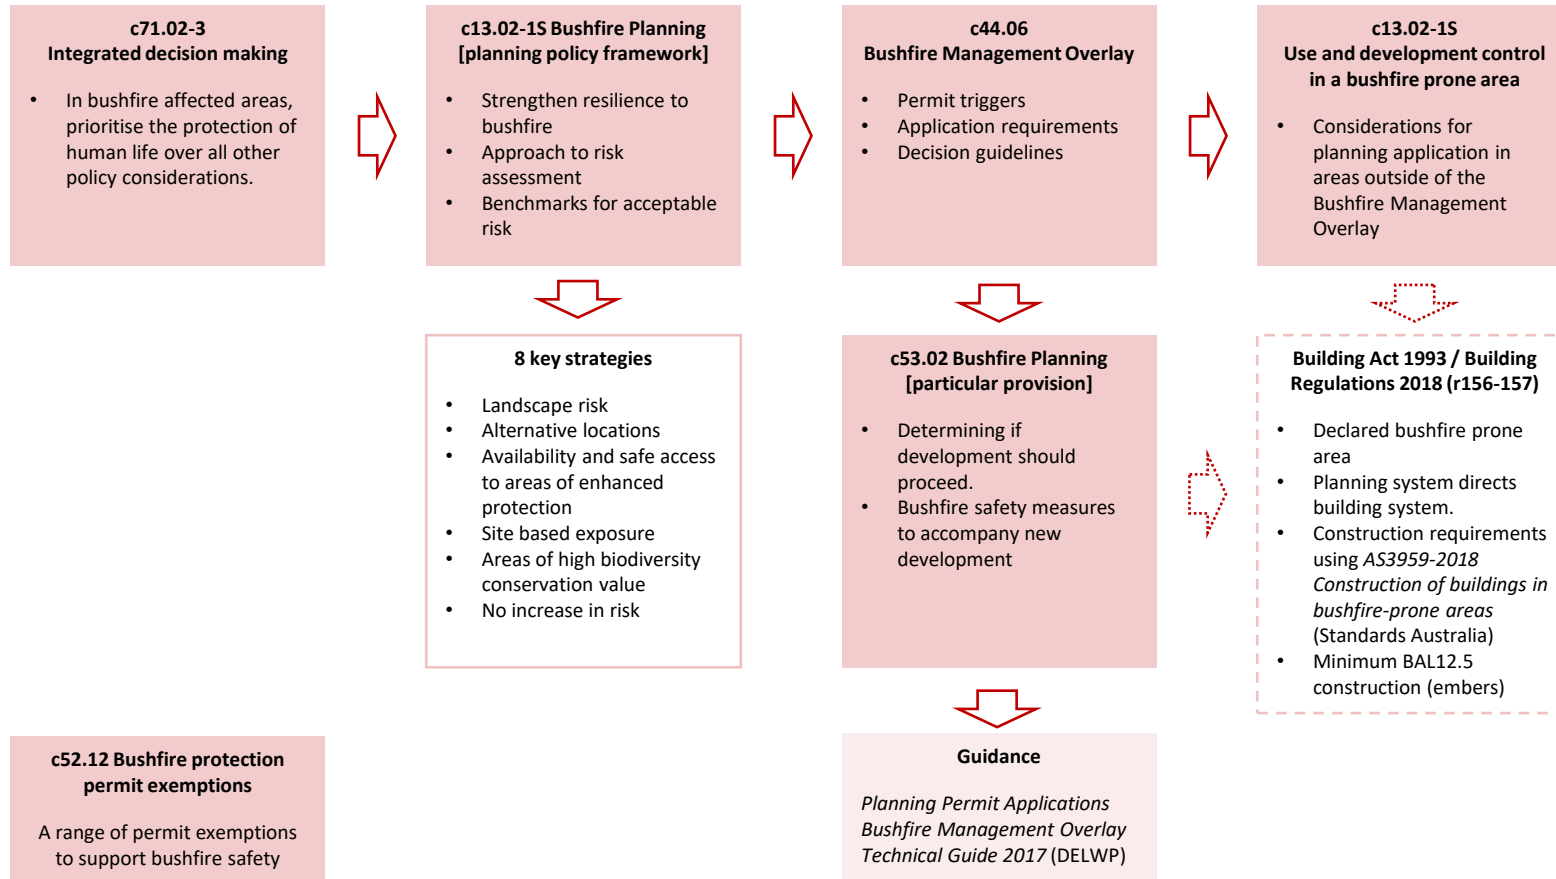 c71.02-3
Integrated decision making
• In bushfire affected areas,
prioritise the protection of
human life over all other
policy considerations.
c13.02-1S Bushfire Planning
[planning policy framework]
• Strengthen resilience to
bushfire
• Approach to risk
assessment
• Benchmarks for acceptable
risk
c44.06
Bushfire Management Overlay
• Permit triggers
• Application requirements
• Decision guidelines
c13.02-1S
Use and development control
in a bushfire prone area
• Considerations for
planning application in
areas outside of the
Bushfire Management
Overlay
8 key strategies
• Landscape risk
• Alternative locations
• Availability and safe access
to areas of enhanced
protection
• Site based exposure
• Areas of high biodiversity
conservation value
• No increase in risk
c53.02 Bushfire Planning
[particular provision]
• Determining if
development should
proceed.
• Bushfire safety measures
to accompany new
development
Building Act 1993 / Building
Regulations 2018 (r156-157)
• Declared bushfire prone
area
• Planning system directs
building system.
• Construction requirements
using AS3959-2018
Construction of buildings in
bushfire-prone areas
(Standards Australia)
• Minimum BAL12.5
construction (embers)
c52.12 Bushfire protection
permit exemptions
A range of permit exemptions
to support bushfire safety
Guidance
Planning Permit Applications
Bushfire Management Overlay
Technical Guide 2017 (DELWP)